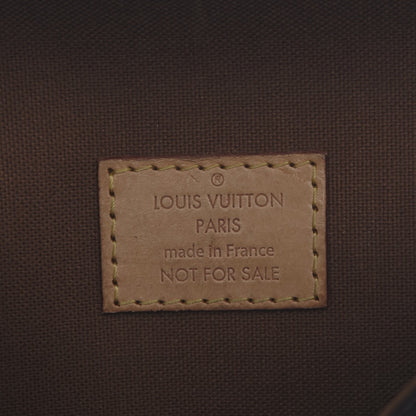 ®
LOUIS VUITTON
PARIS
made in France
NOT FOR SALE